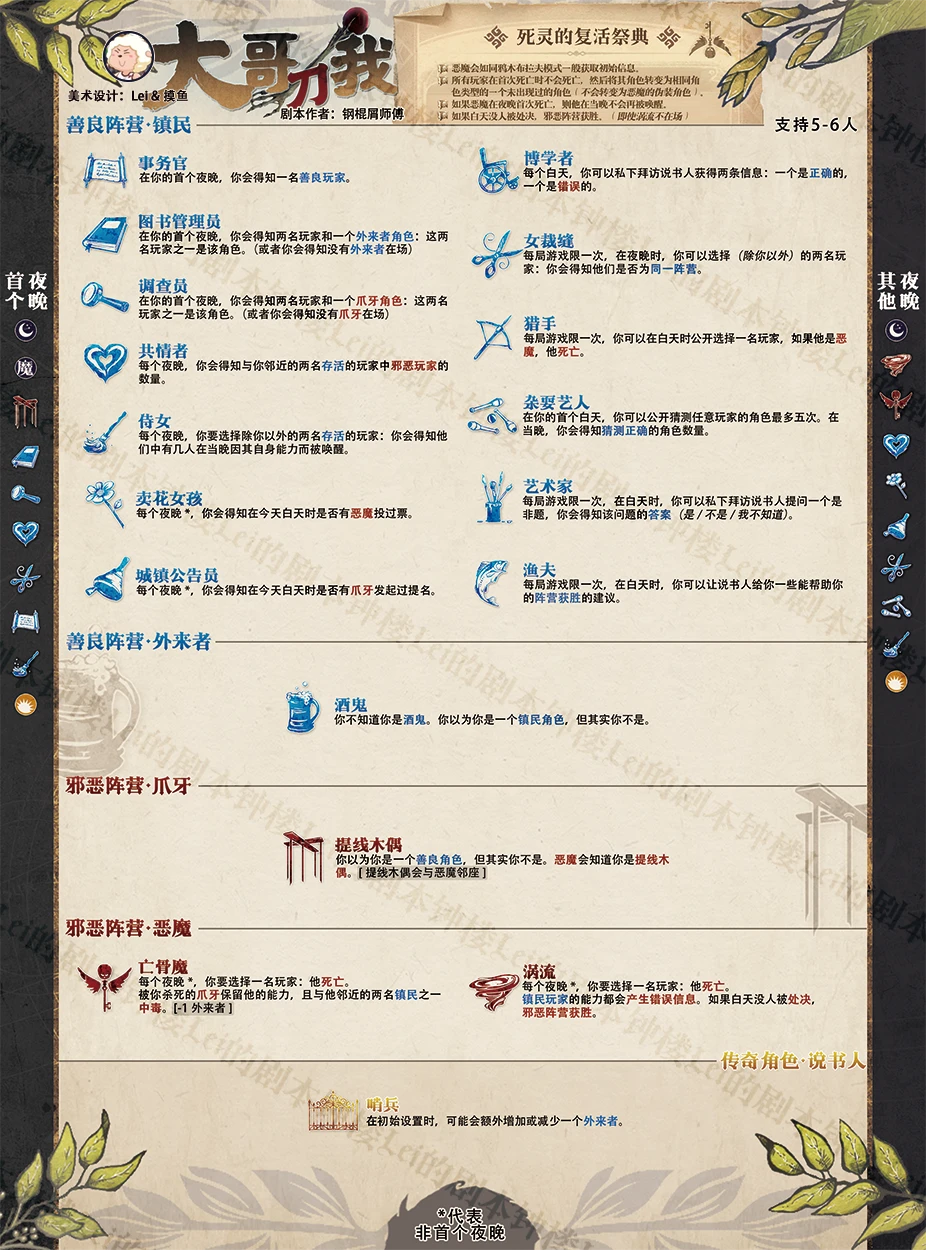 大哥刀我
美术设计：Lei & 摸鱼
剧本作者：钢棍屑师傅
死灵的复活祭典
恶魔会如同鸦木布拉夫模式一般获取初始信息。
所有玩家在首次死亡时不会死亡，然后将其角色转变为相同角
色类型的一个未出现过的角色（不会转变为恶魔的伪装角色）。
如果恶魔在夜晚首次死亡，则他在当晚不会再被唤醒。
如果白天没人被处决，邪恶阵营获胜。（即使涡流不在场）
支持5-6人
善良阵营·镇民
事务官
在你的首个夜晚，你会得知一名善良玩家。
图书管理员
在你的首个夜晚，你会得知两名玩家和一个外来者角色：这两
名玩家之一是该角色。（或者你会得知没有外来者在场）
调查员
在你的首个夜晚，你会得知两名玩家和一个爪牙角色：这两名
玩家之一是该角色。（或者你会得知没有爪牙在场）
共情者
每个夜晚，你会得知与你邻近的两名存活的玩家中邪恶玩家的
数量。
侍女
每个夜晚，你要选择除你以外的两名存活的玩家：你会得知他
们中有几人在当晚因其自身能力而被唤醒。
卖花女孩
每个夜晚 *，你会得知在今天白天时是否有恶魔投过票。
城镇公告员
每个夜晚 *，你会得知在今天白天时是否有爪牙发起过提名。
博学者
每个白天，你可以私下拜访说书人获得两条信息：一个是正确的，
一个是错误的。
女裁缝
每局游戏限一次，在夜晚时，你可以选择（除你以外）的两名玩
家：你会得知他们是否为同一阵营。
猎手
每局游戏限一次，你可以在白天时公开选择一名玩家，如果他是恶
魔，他死亡。
杂耍艺人
在你的首个白天，你可以公开猜测任意玩家的角色最多五次。在
当晚，你会得知猜测正确的角色数量。
艺术家
每局游戏限一次，在白天时，你可以私下拜访说书人提问一个是
非题，你会得知该问题的答案（是 / 不是 / 我不知道）。
渔夫
每局游戏限一次，在白天时，你可以让说书人给你一些能帮助你
的阵营获胜的建议。
善良阵营·外来者
酒鬼
你不知道你是酒鬼。你以为你是一个镇民角色，但其实你不是。
邪恶阵营·爪牙
提线木偶
你以为你是一个善良角色，但其实你不是。恶魔会知道你是提线木
偶。[ 提线木偶会与恶魔邻座 ]
邪恶阵营·恶魔
亡骨魔
每个夜晚 *，你要选择一名玩家：他死亡。
被你杀死的爪牙保留他的能力，且与他邻近的两名镇民之一
中毒。[-1 外来者 ]
涡流
每个夜晚 *，你要选择一名玩家：他死亡。
镇民玩家的能力都会产生错误信息。如果白天没人被处决，
邪恶阵营获胜。
传奇角色·说书人
哨兵
在初始设置时，可能会额外增加或减少一个外来者。
首个夜晚
魔
其他夜晚
*代表
非首个夜晚
钟楼Lei的剧本